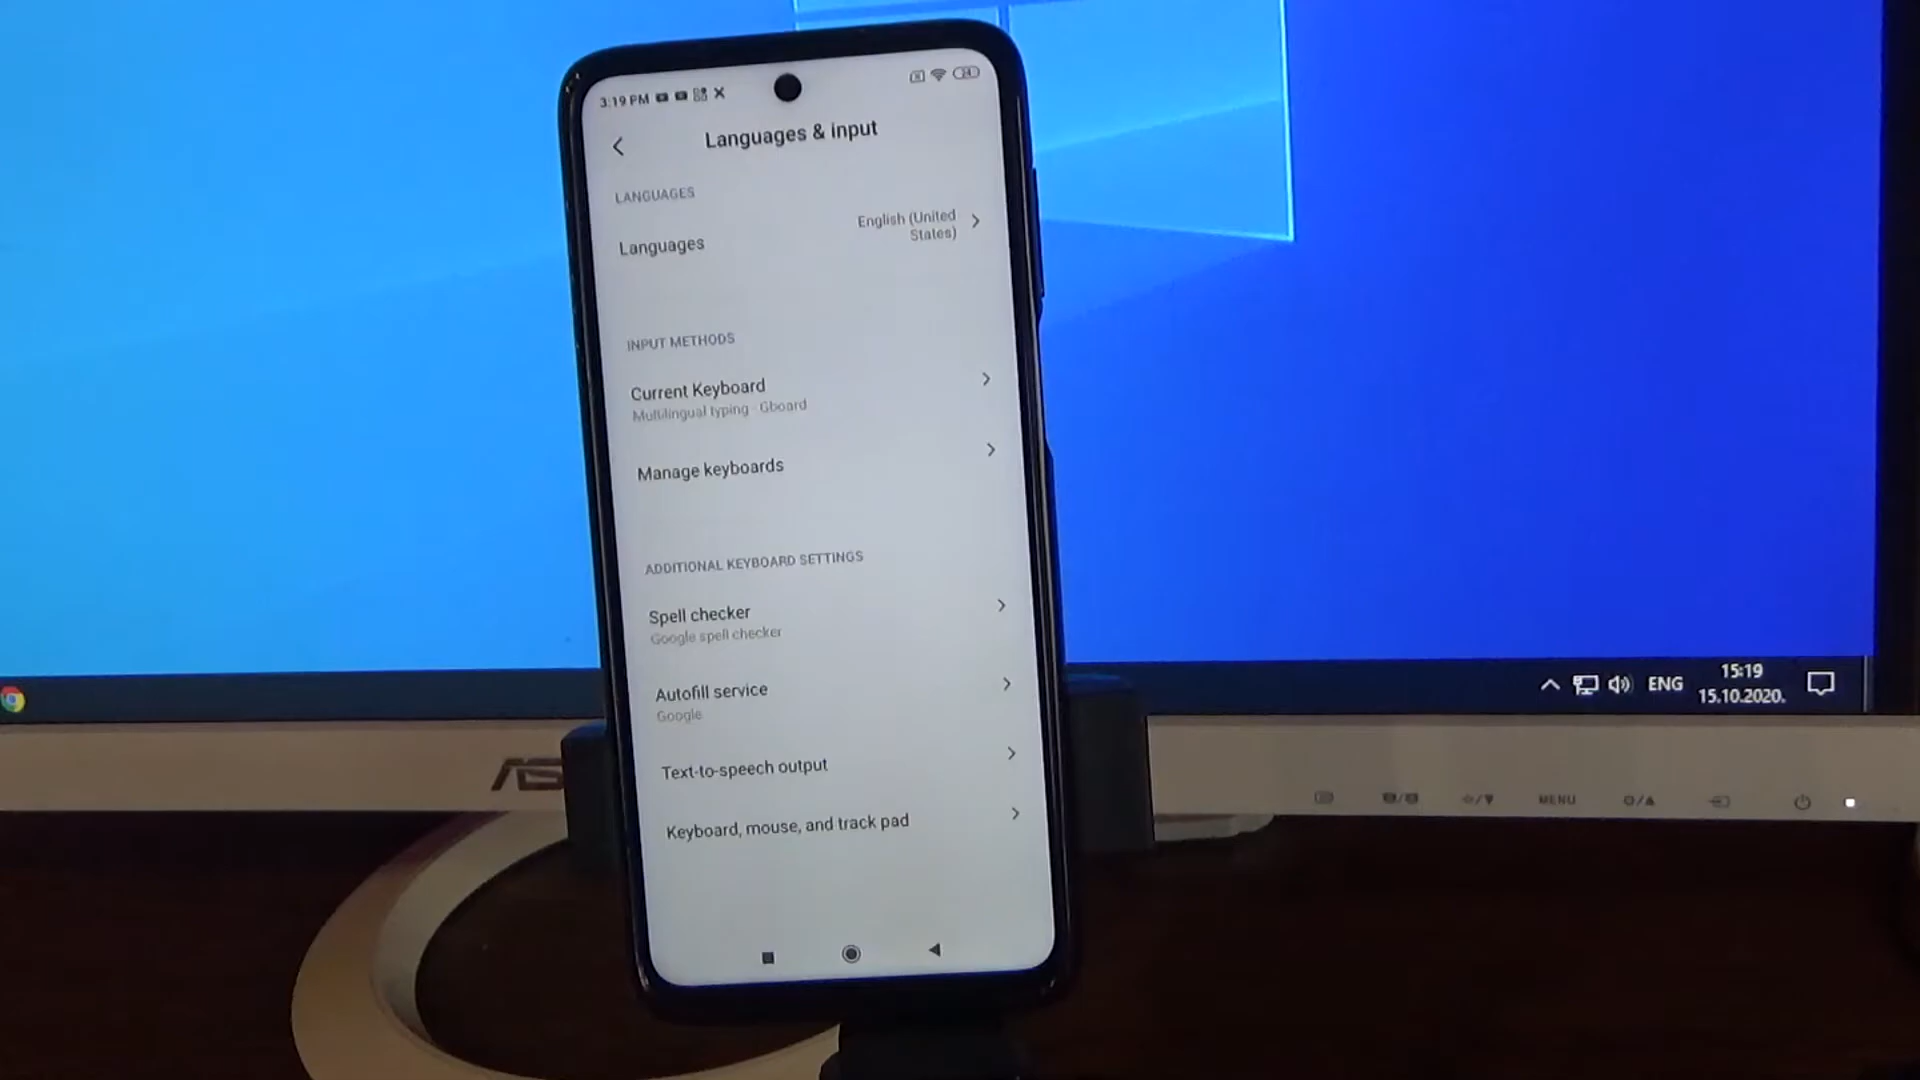 3:19 PM
24
Languages & input
LANGUAGES
Languages
English (United
States)
INPUT METHODS
Current Keyboard
Multilingual typing - Gboard
Manage keyboards
ADDITIONAL KEYBOARD SETTINGS
Spell checker
Google spell checker
Autofill service
Google
Text-to-speech output
Keyboard, mouse, and track pad
ENG
15:19
15.10.2020.
MENU